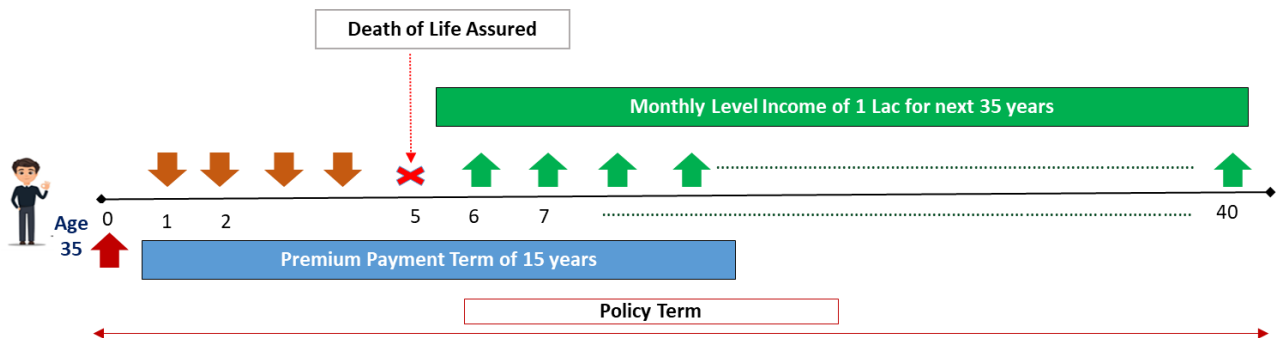 Death of Life Assured
Monthly Level Income of 1 Lac for next 35 years
Age
35
0
1
2
5
6
7
40
Premium Payment Term of 15 years
Policy Term